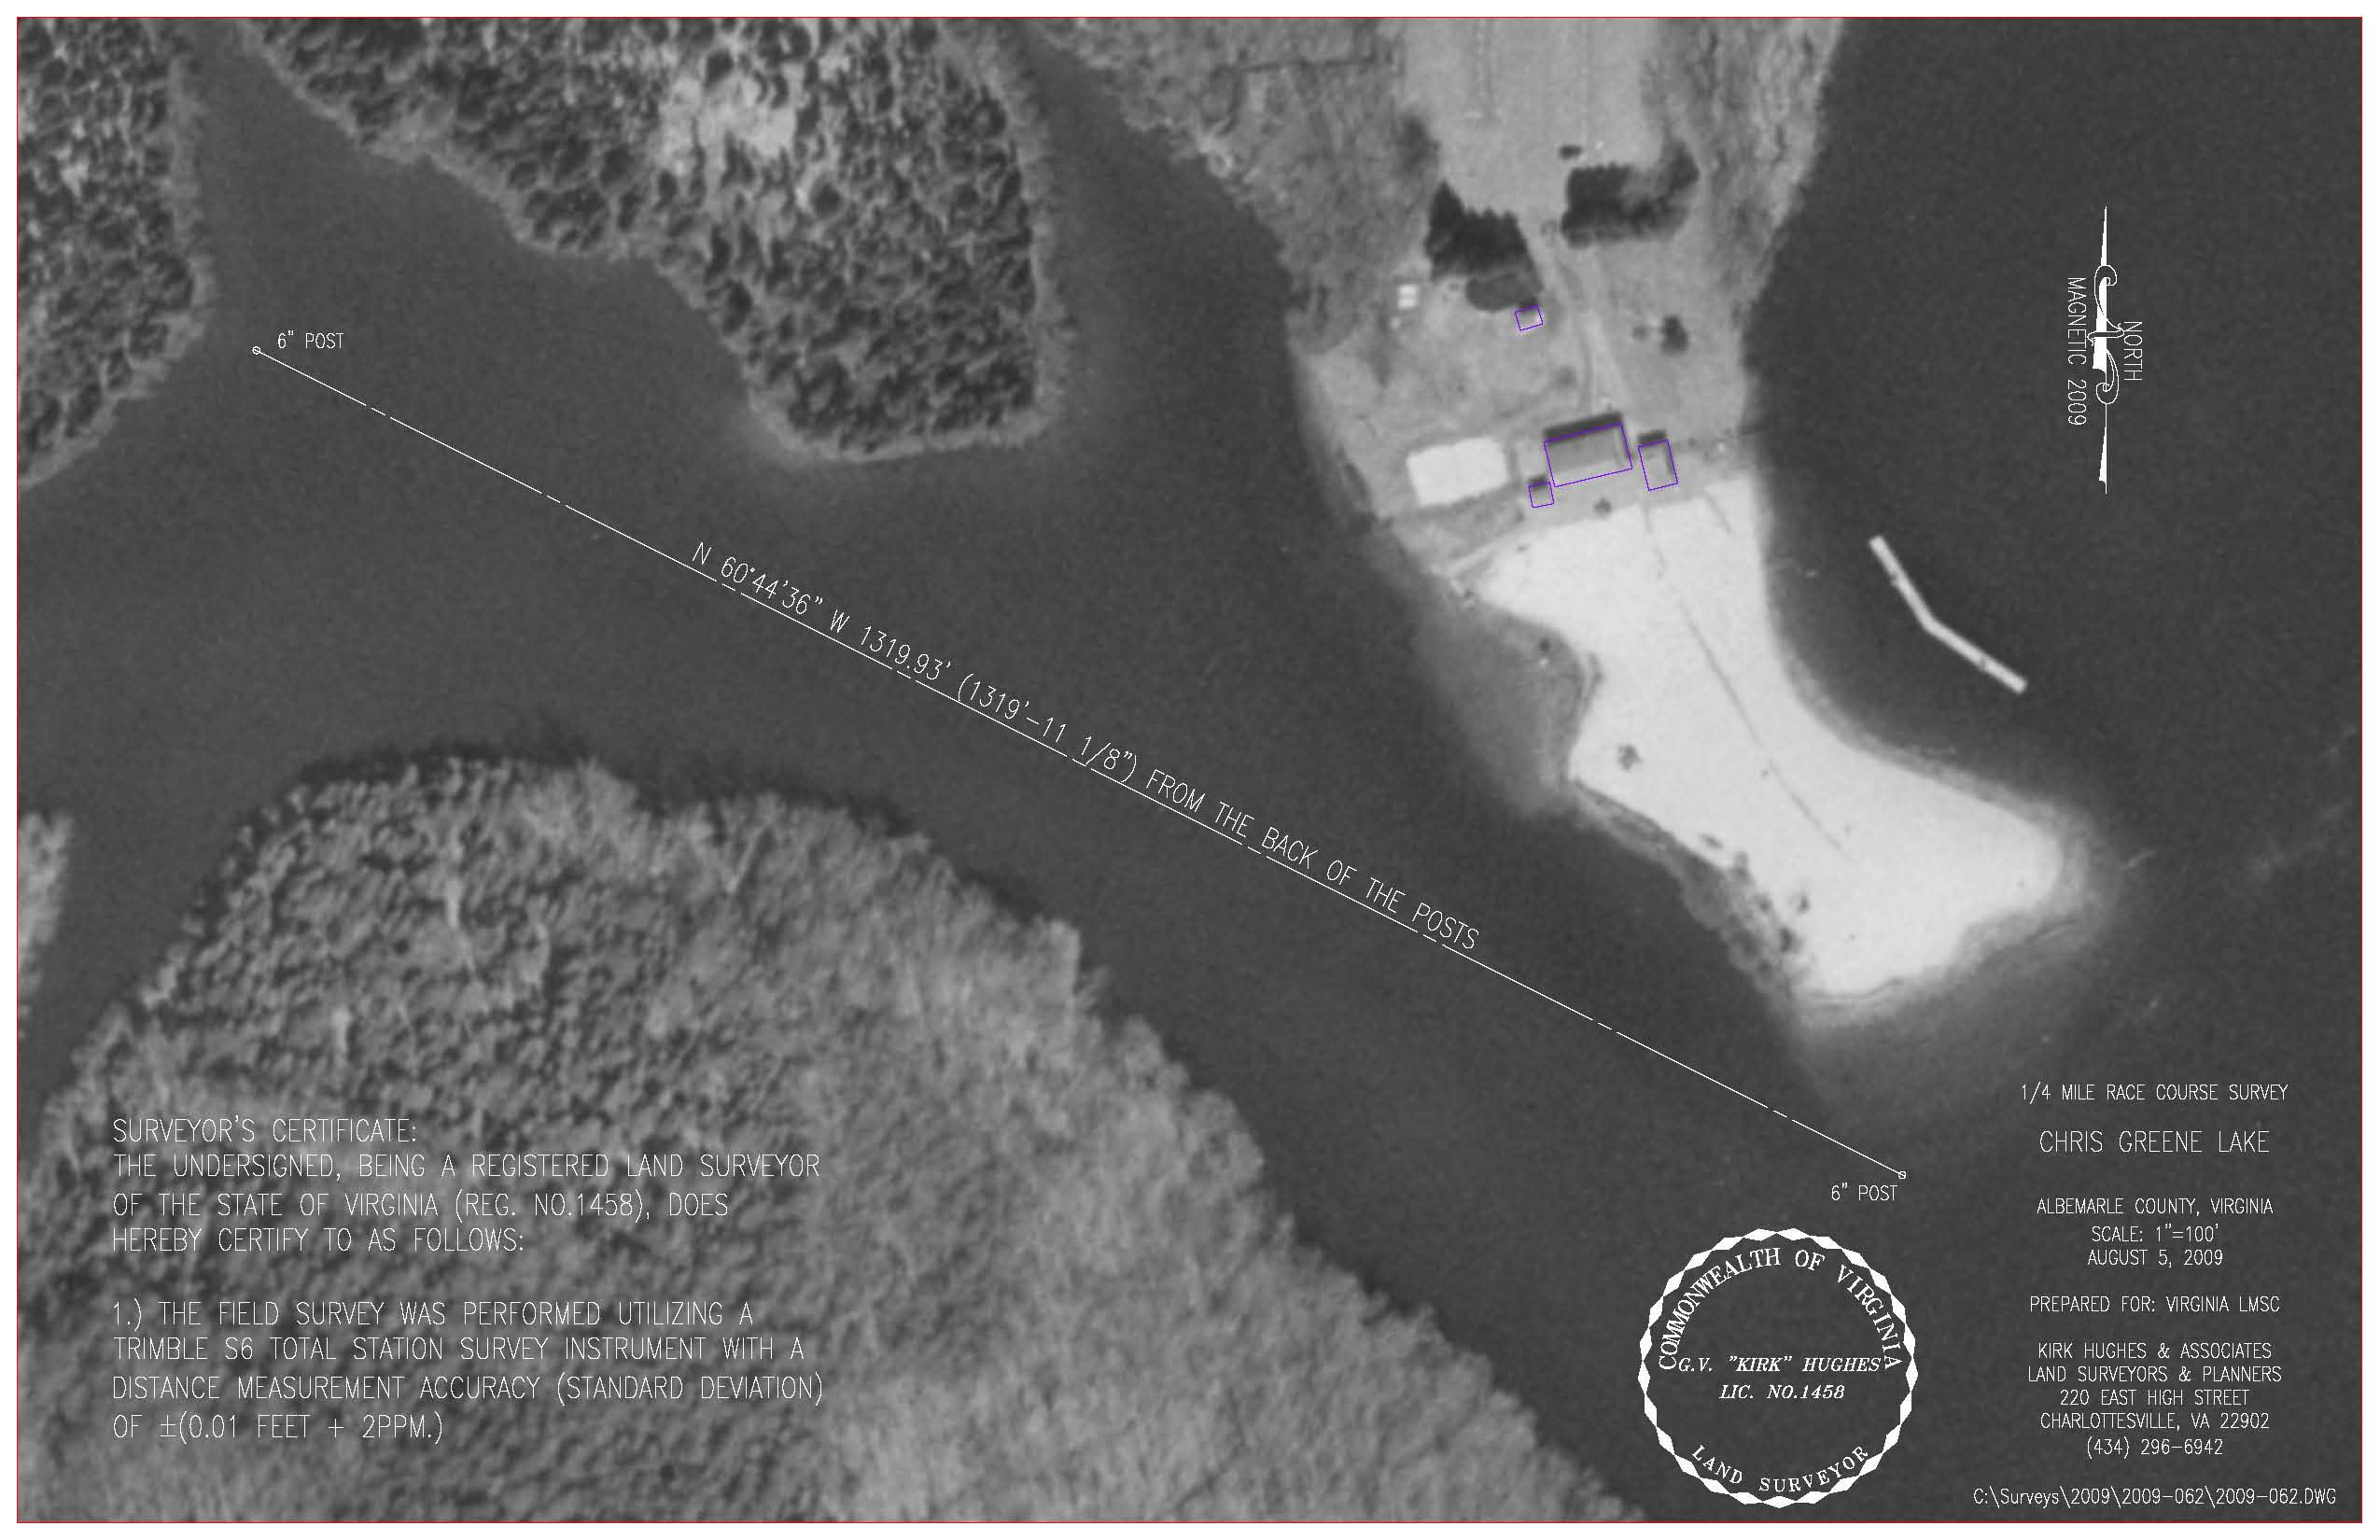 6" POST
NORTH
MAGNETIC 2009
N 60°44'36" W 1319.93' (1319'-11 1/8") FROM THE BACK OF THE POSTS
6" POST
SURVEYOR'S CERTIFICATE:
THE UNDERSIGNED, BEING A REGISTERED LAND SURVEYOR
OF THE STATE OF VIRGINIA (REG. NO.1458), DOES
HEREBY CERTIFY TO AS FOLLOWS:
1.) THE FIELD SURVEY WAS PERFORMED UTILIZING A
TRIMBLE S6 TOTAL STATION SURVEY INSTRUMENT WITH A
DISTANCE MEASUREMENT ACCURACY (STANDARD DEVIATION)
OF ±(0.01 FEET + 2PPM.)
COMMONWEALTH OF VIRGINIA
G.V. "KIRK" HUGHES
LIC. NO.1458
LAND SURVEYOR
1/4 MILE RACE COURSE SURVEY
CHRIS GREENE LAKE
ALBEMARLE COUNTY, VIRGINIA
SCALE: 1"=100'
AUGUST 5, 2009
PREPARED FOR: VIRGINIA LMSC
KIRK HUGHES & ASSOCIATES
LAND SURVEYORS & PLANNERS
220 EAST HIGH STREET
CHARLOTTESVILLE, VA 22902
(434) 296-6942
C:\Surveys\2009\2009-062\2009-062.DWG